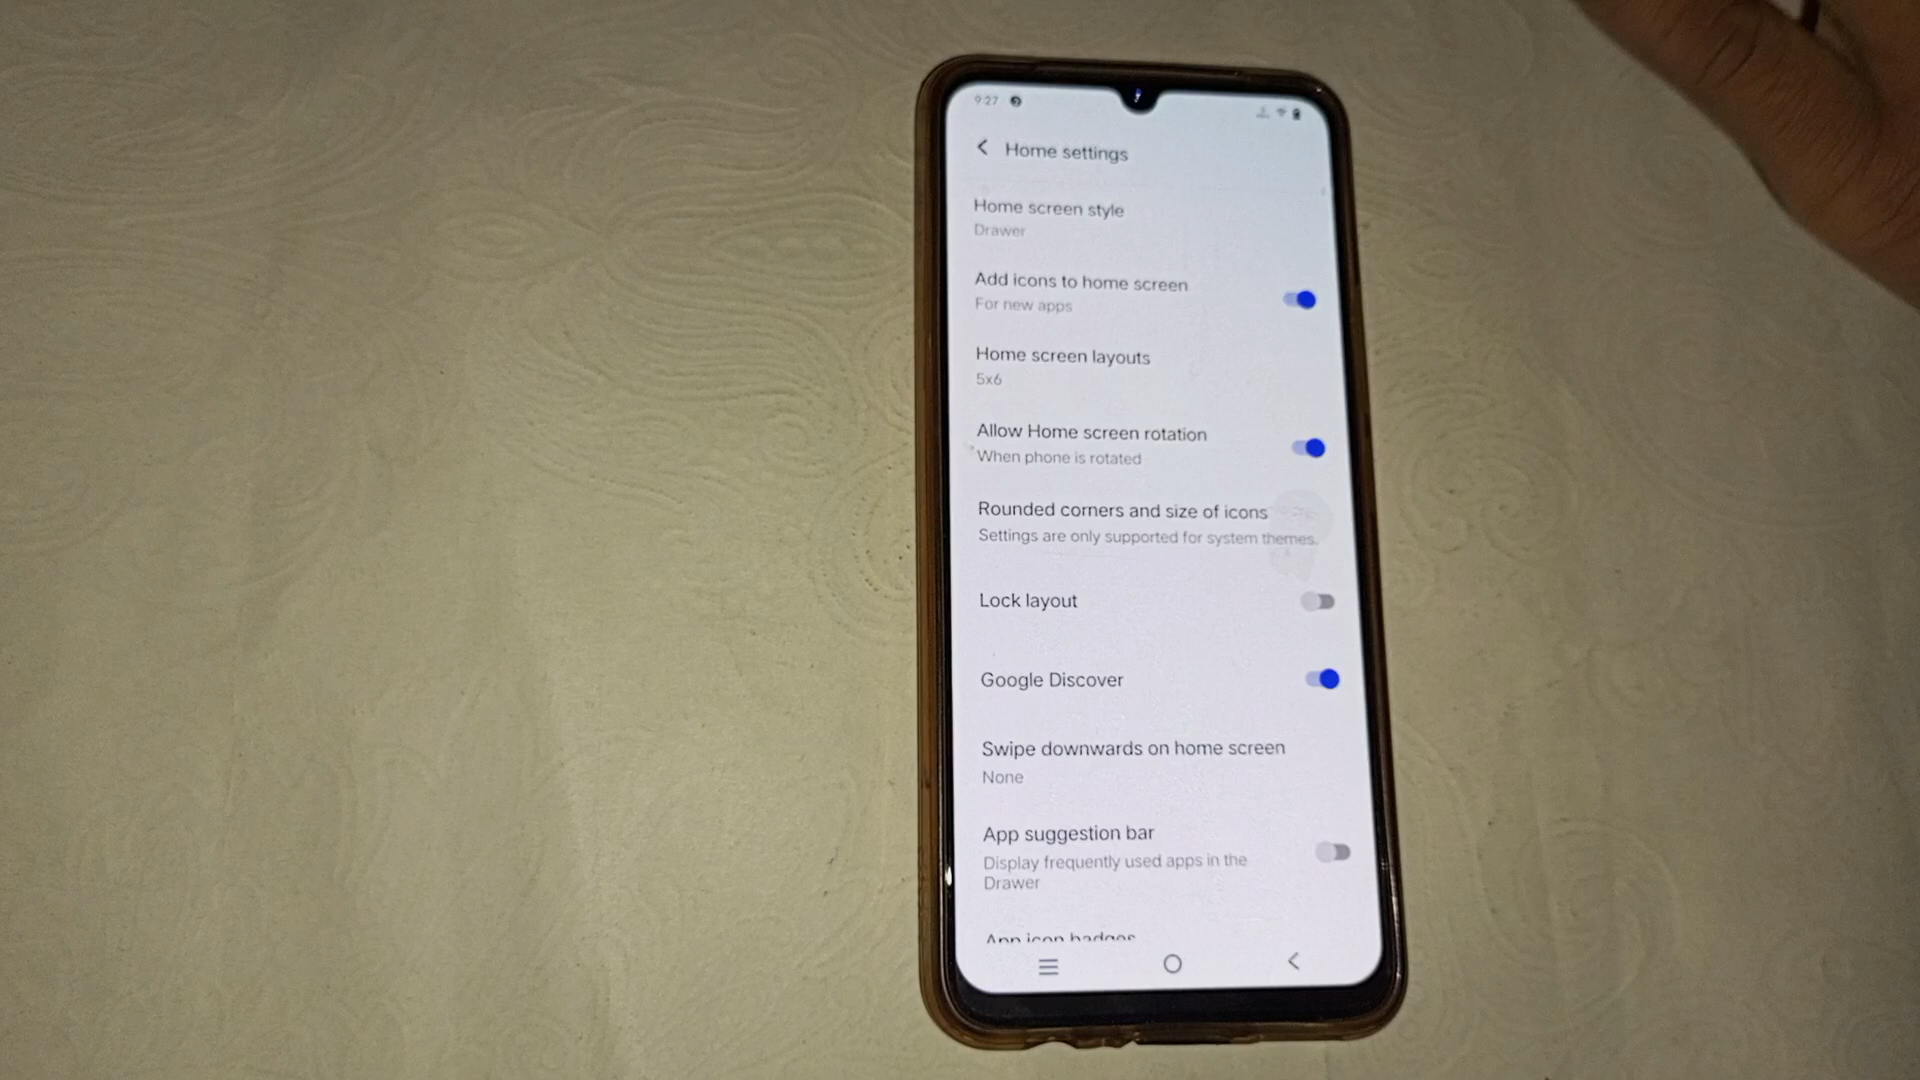 9:27
Home settings
Home screen style
Drawer
Add icons to home screen
For new apps
Home screen layouts
5x6
Allow Home screen rotation
When phone is rotated
Rounded corners and size of icons
Settings are only supported for system themes.
Lock layout
Google Discover
Swipe downwards on home screen
None
App suggestion bar
Display frequently used apps in the
Drawer
App icon badges